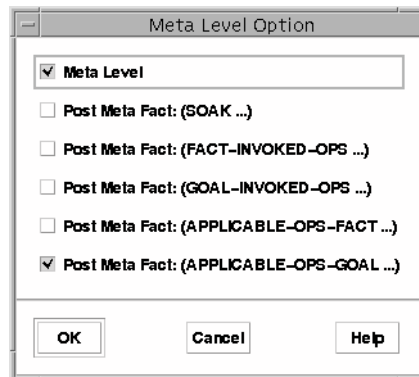 Meta Level Option
Meta Level
Post Meta Fact: (SOAK ...)
Post Meta Fact: (FACT-INVOKED-OPS ...)
Post Meta Fact: (GOAL-INVOKED-OPS ...)
Post Meta Fact: (APPLICABLE-OPS-FACT ...)
Post Meta Fact: (APPLICABLE-OPS-GOAL ...)
OK Cancel Help